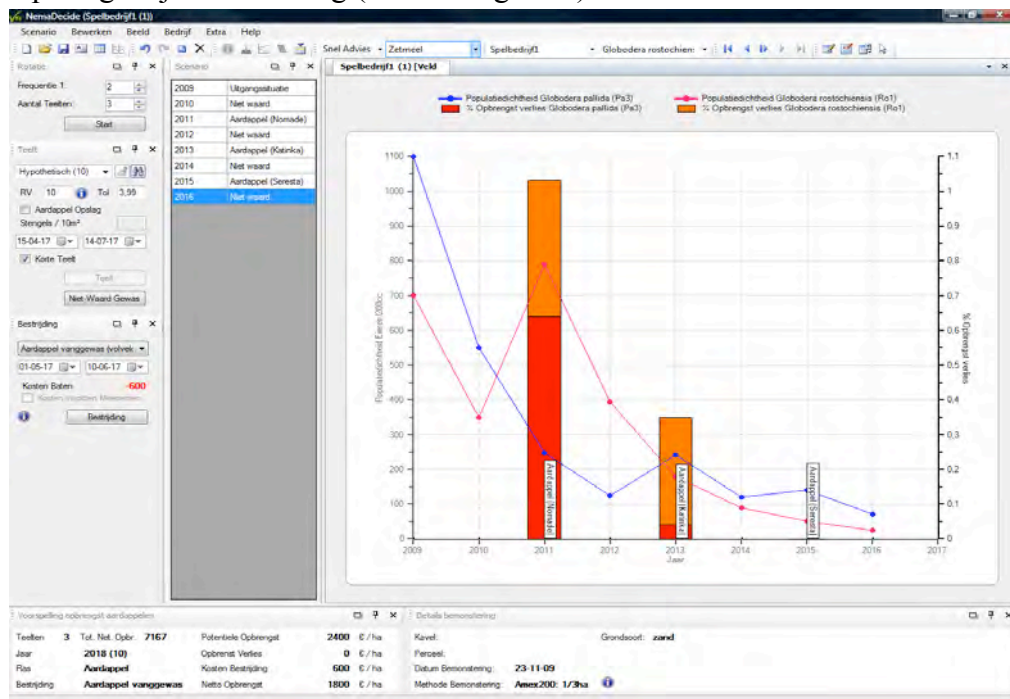 NemaDecide (Spelbedrijf1 (1))
Scenario Bewerken Beeld Bedrijf Extra Help
Snel Advies Zetmeel Spelbedrijf1 Globodera rostochien:
Rotatie
Frequentie 1: 2
Aantal Teelten: 3
Start
Teelt
Hypothetisch (10)
RV 10 Tol 3,99
Aardappel Opslag
Stengels / 10m²
15-04-17 14-07-17
Korte Teelt
Teelt
Niet Waard Gewas
Bestrijding
Aardappel vanggewas (volvelc
01-05-17 10-06-17
Kosten Baten -600
Bestrijding
Scenario
2009 Uitgangssituatie
2010 Niet waard
2011 Aardappel (Nomade)
2012 Niet waard
2013 Aardappel (Katinka)
2014 Niet waard
2015 Aardappel (Seresta)
2016 Niet waard
Spelbedrijf1 (1) [Veld
Populatiedichtheid Globodera pallida (Pa3) Populatiedichtheid Globodera rostochiensis (Ro1)
% Opbrengst verlies Globodera pallida (Pa3) % Opbrengst verlies Globodera rostochiensis (Ro1)
1100 1,1
1000 1
900 0,9
800 0,8
700 0,7
600 0,6
500 0,5
400 0,4
300 0,3
200 0,2
100 0,1
0 0
Populatiedichtheid Eieren/200cc
% Opbrengst verlies
Aardappel (Nomade)
Aardappel (Katinka)
Aardappel (Seresta)
2009 2010 2011 2012 2013 2014 2015 2016 2017
Jaar
Voorspelling opbrengst aardappelen
Teelten 3 Tot. Net. Opbr. 7167 Potentiele Opbrengst 2400 € / ha
Jaar 2018 (10) Opbrenst Verlies 0 € / ha
Ras Aardappel Kosten Bestrijding 600 € / ha
Bestrijding Aardappel vanggewas Netto Opbrengst 1800 € / ha
Details bemonstering
Kavel: Grondsoort: zand
Perceel:
Datum Bemonstering: 23-11-09
Methode Bemonstering: Amex200: 1/3ha